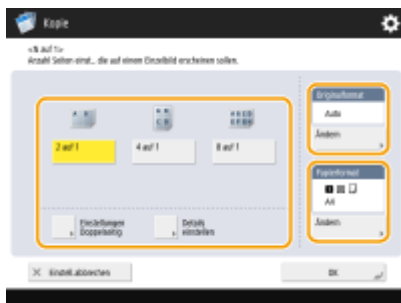 Kopie
<N auf 1>
Anzahl Seiten einst., die auf einem Einzelbild erscheinen sollen.
Originalformat
Auto
Ändern
2 auf 1
4 auf 1
8 auf 1
Papierformat
A4
Ändern
Einstellungen
Doppelseitig
Details
einstellen
Einstell. abbrechen
OK